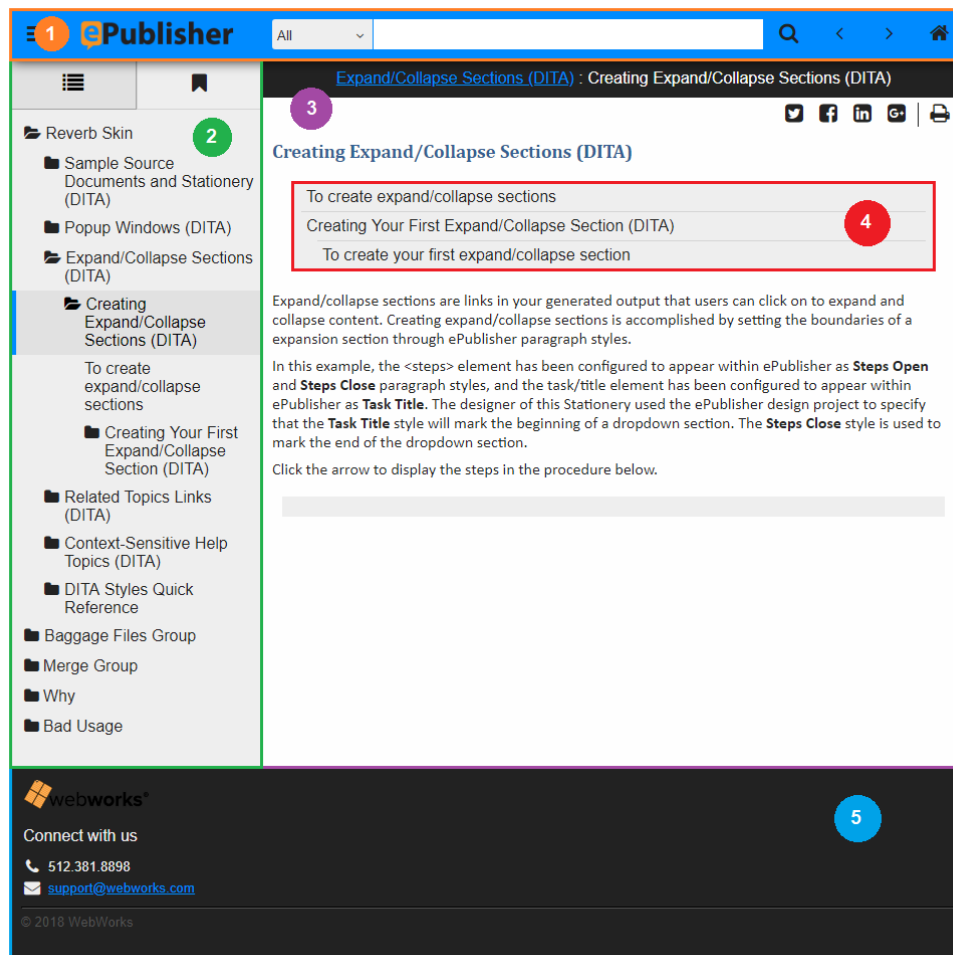 1 ePublisher All
Expand/Collapse Sections (DITA) : Creating Expand/Collapse Sections (DITA)
2
Reverb Skin
Sample Source
Documents and Stationery
(DITA)
Popup Windows (DITA)
Expand/Collapse Sections
(DITA)
Creating
Expand/Collapse
Sections (DITA)
To create
expand/collapse
sections
Creating Your First
Expand/Collapse
Section (DITA)
Related Topics Links
(DITA)
Context-Sensitive Help
Topics (DITA)
DITA Styles Quick
Reference
Baggage Files Group
Merge Group
Why
Bad Usage
3
Creating Expand/Collapse Sections (DITA)
To create expand/collapse sections
Creating Your First Expand/Collapse Section (DITA)
To create your first expand/collapse section
4
Expand/collapse sections are links in your generated output that users can click on to expand and
collapse content. Creating expand/collapse sections is accomplished by setting the boundaries of a
expansion section through ePublisher paragraph styles.
In this example, the <steps> element has been configured to appear within ePublisher as Steps Open
and Steps Close paragraph styles, and the task/title element has been configured to appear within
ePublisher as Task Title. The designer of this Stationery used the ePublisher design project to specify
that the Task Title style will mark the beginning of a dropdown section. The Steps Close style is used to
mark the end of the dropdown section.
Click the arrow to display the steps in the procedure below.
webworks®
5
Connect with us
512.381.8898
support@webworks.com
© 2018 WebWorks